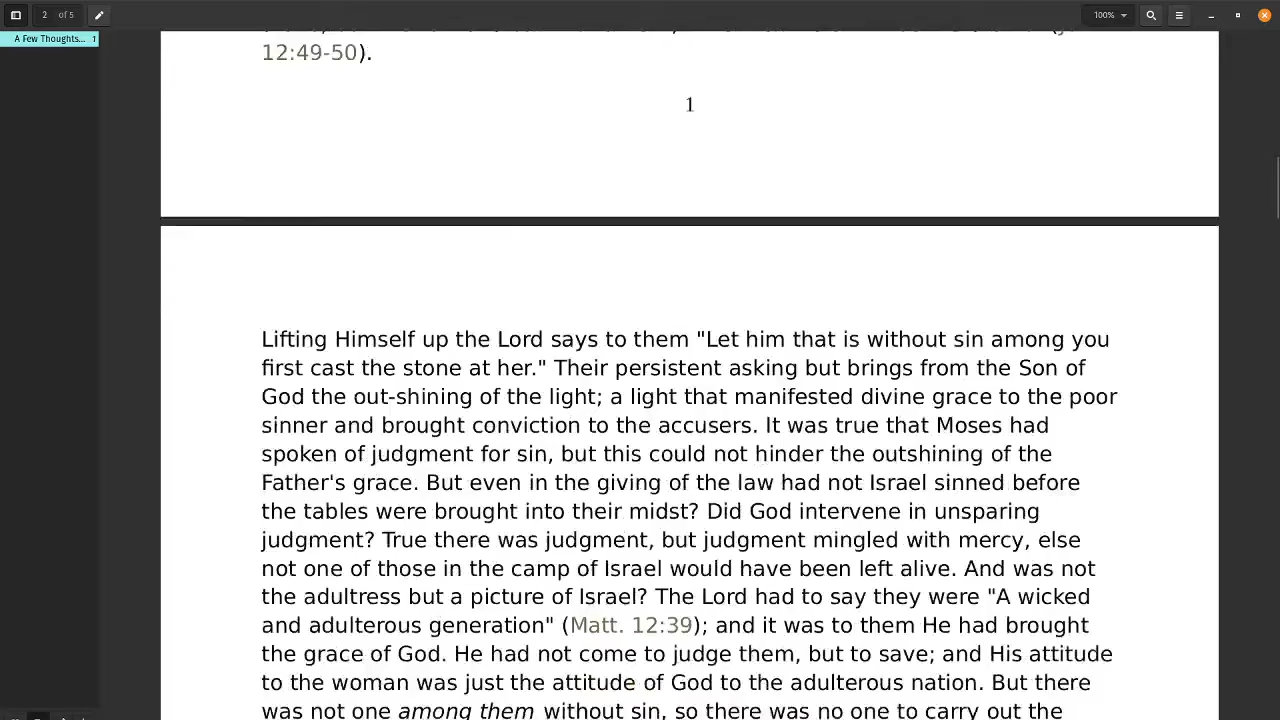 2 of 5
100%
A Few Thoughts... 1
12:49-50).
1
Lifting Himself up the Lord says to them "Let him that is without sin among you
first cast the stone at her." Their persistent asking but brings from the Son of
God the out-shining of the light; a light that manifested divine grace to the poor
sinner and brought conviction to the accusers. It was true that Moses had
spoken of judgment for sin, but this could not hinder the outshining of the
Father's grace. But even in the giving of the law had not Israel sinned before
the tables were brought into their midst? Did God intervene in unsparing
judgment? True there was judgment, but judgment mingled with mercy, else
not one of those in the camp of Israel would have been left alive. And was not
the adultress but a picture of Israel? The Lord had to say they were "A wicked
and adulterous generation" (Matt. 12:39); and it was to them He had brought
the grace of God. He had not come to judge them, but to save; and His attitude
to the woman was just the attitude of God to the adulterous nation. But there
was not one among them without sin, so there was no one to carry out the